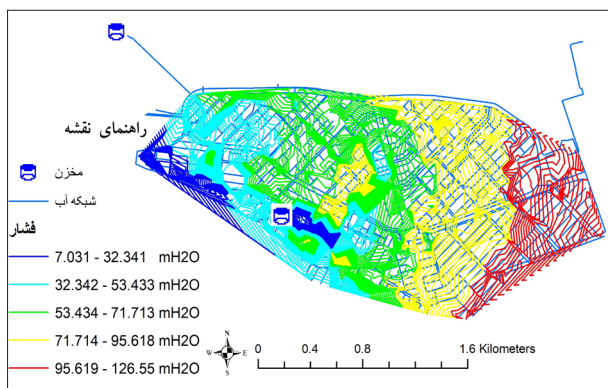 راهنمای نقشه
مخزن
شبکه آب
فشار
7.031 - 32.341 mH2O
32.342 - 53.433 mH2O
53.434 - 71.713 mH2O
71.714 - 95.618 mH2O
95.619 - 126.55 mH2O
N
W E
S
0 0.4 0.8 1.6 Kilometers